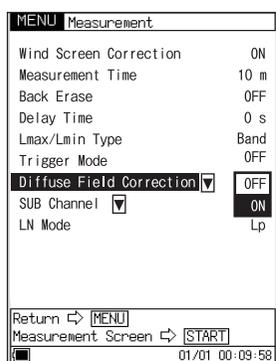 MENU Measurement
Wind Screen Correction ON
Measurement Time 10 m
Back Erase OFF
Delay Time 0 s
Lmax/Lmin Type Band
Trigger Mode OFF
Diffuse Field Correction ▼ OFF
SUB Channel ▼ ON
LN Mode Lp
Return ⇨ MENU
Measurement Screen ⇨ START
01/01 00:09:58